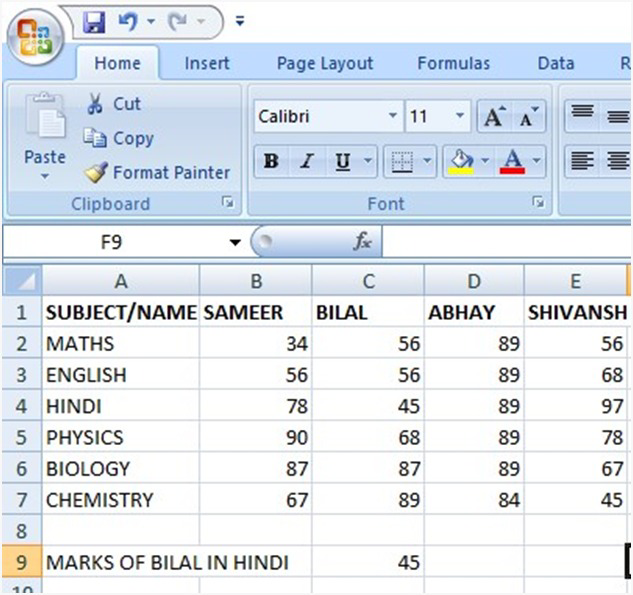 Home Insert Page Layout Formulas Data R
Cut
Copy
Format Painter
Paste
Clipboard
Calibri 11 A A
B I U A
Font
F9 fx
A B C D E
1 SUBJECT/NAME SAMEER BILAL ABHAY SHIVANSH
2 MATHS 34 56 89 56
3 ENGLISH 56 56 89 68
4 HINDI 78 45 89 97
5 PHYSICS 90 68 89 78
6 BIOLOGY 87 87 89 67
7 CHEMISTRY 67 89 84 45
8
9 MARKS OF BILAL IN HINDI 45
10